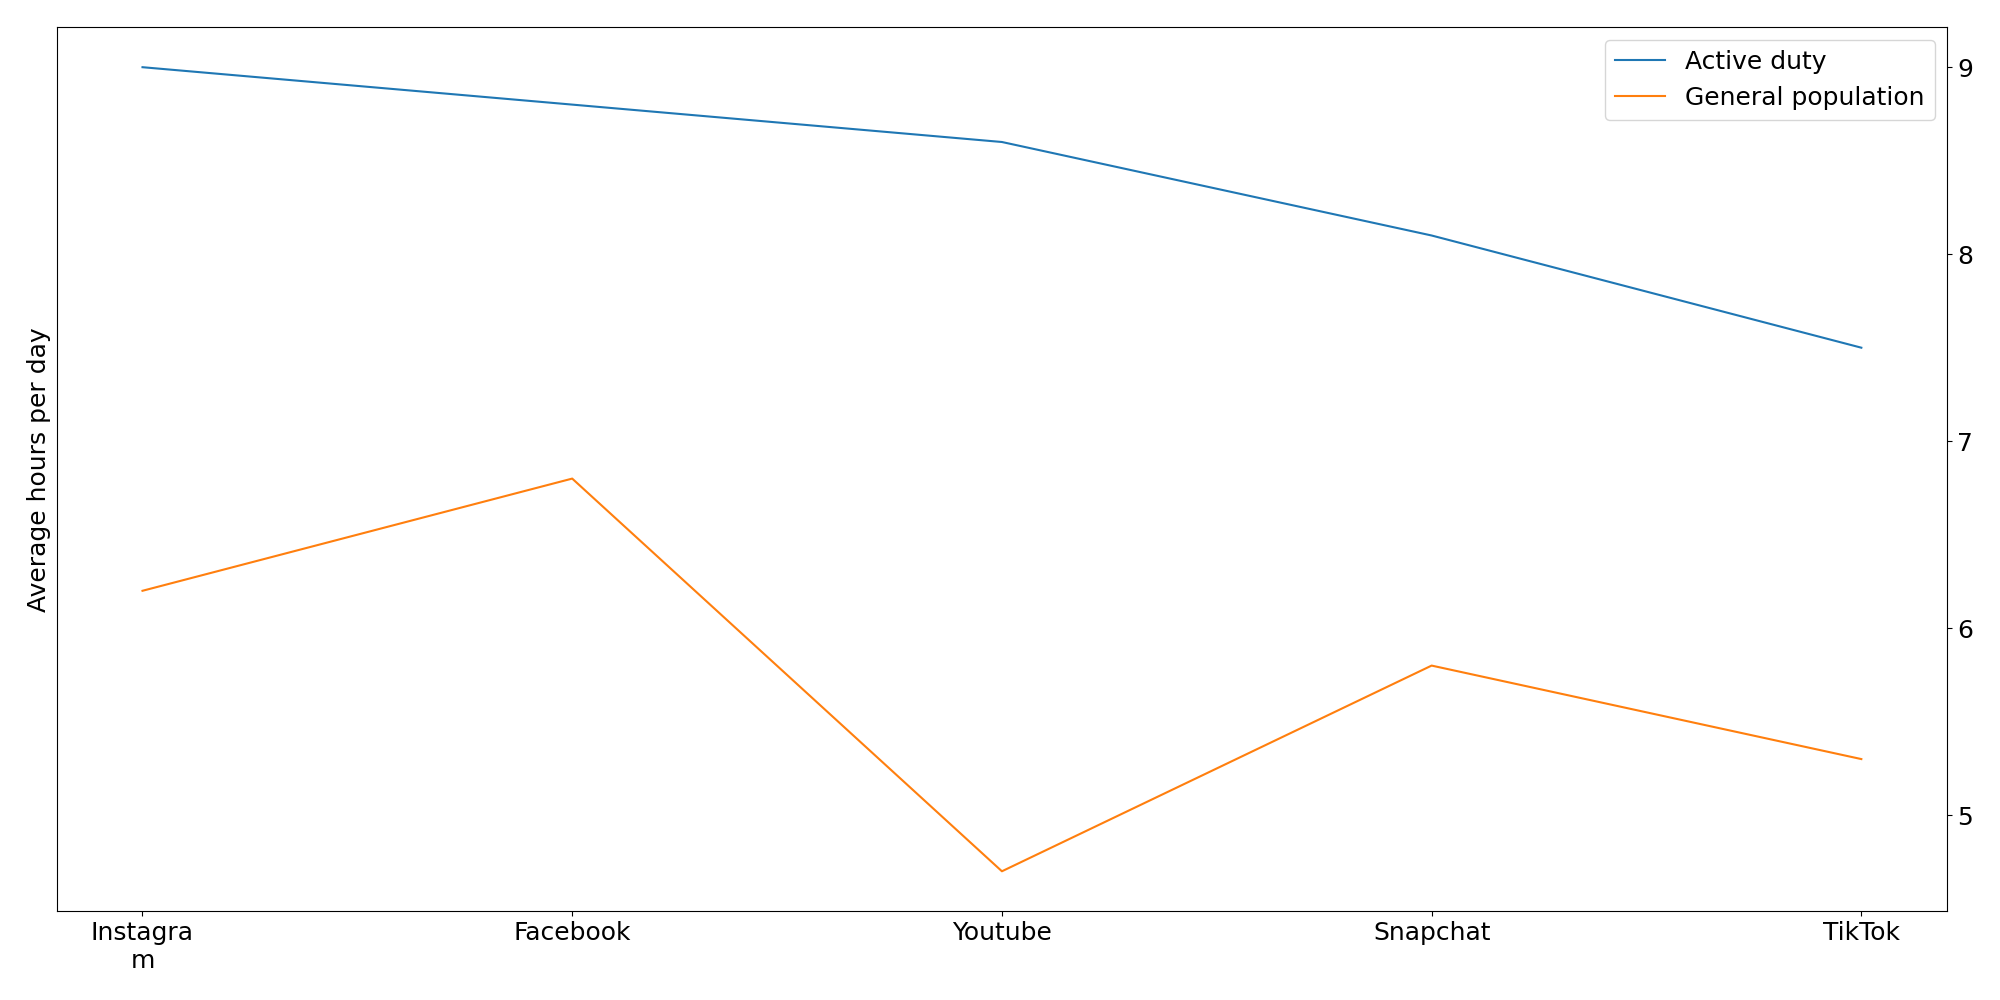 Active duty
General population
Average hours per day
9
8
7
6
5
Instagra
m
Facebook
Youtube
Snapchat
TikTok